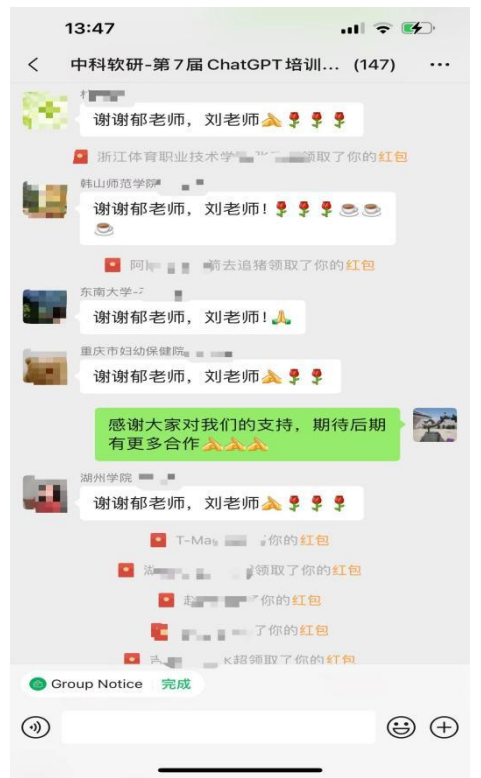 13:47
中科软研-第7届ChatGPT培训... (147)
谢谢郁老师，刘老师
浙江体育职业技术学 领取了你的红包
韩山师范学院
谢谢郁老师，刘老师!
阿 箭去追猪领取了你的红包
东南大学-
谢谢郁老师，刘老师!
重庆市妇幼保健院
谢谢郁老师，刘老师
感谢大家对我们的支持，期待后期
有更多合作
湖州学院
谢谢郁老师，刘老师
T-Ma 你的红包
领取了你的红包
你的红包
了你的红包
K超领取了你的红包
Group Notice 完成